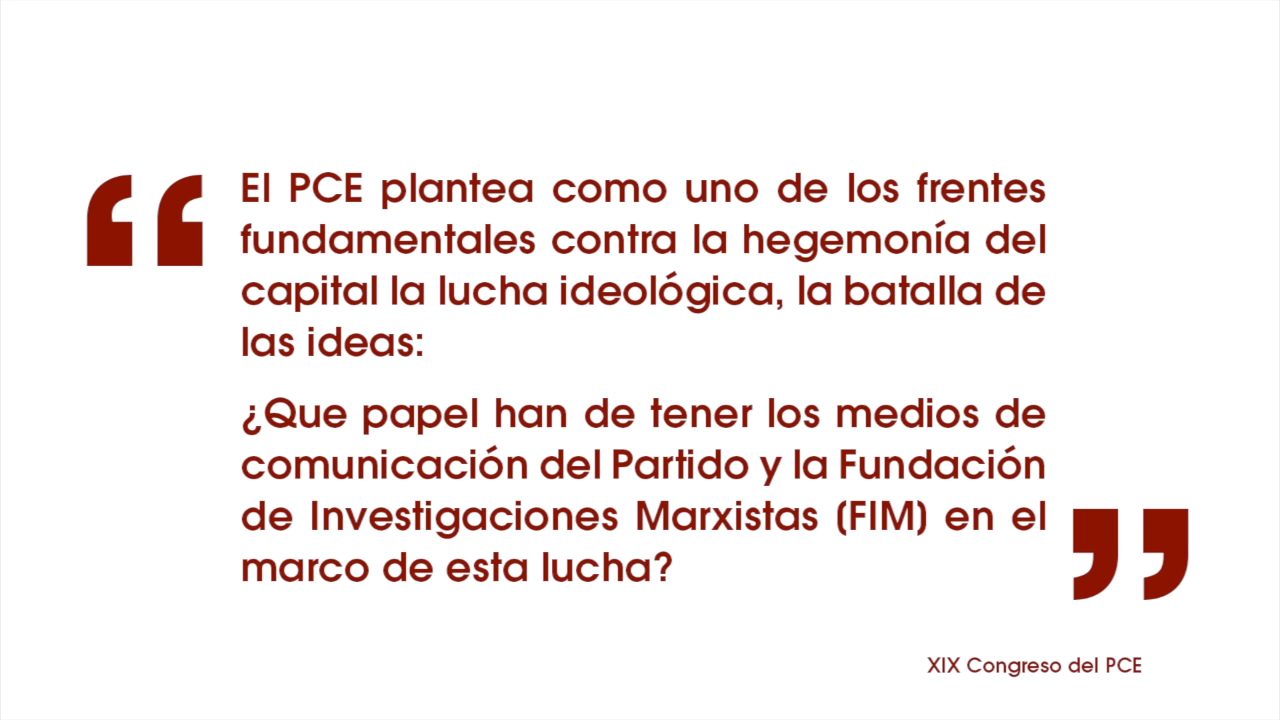 “
El PCE plantea como uno de los frentes
fundamentales contra la hegemonía del
capital la lucha ideológica, la batalla de
las ideas:
¿Que papel han de tener los medios de
comunicación del Partido y la Fundación
de Investigaciones Marxistas (FIM) en el
marco de esta lucha?
”
XIX Congreso del PCE